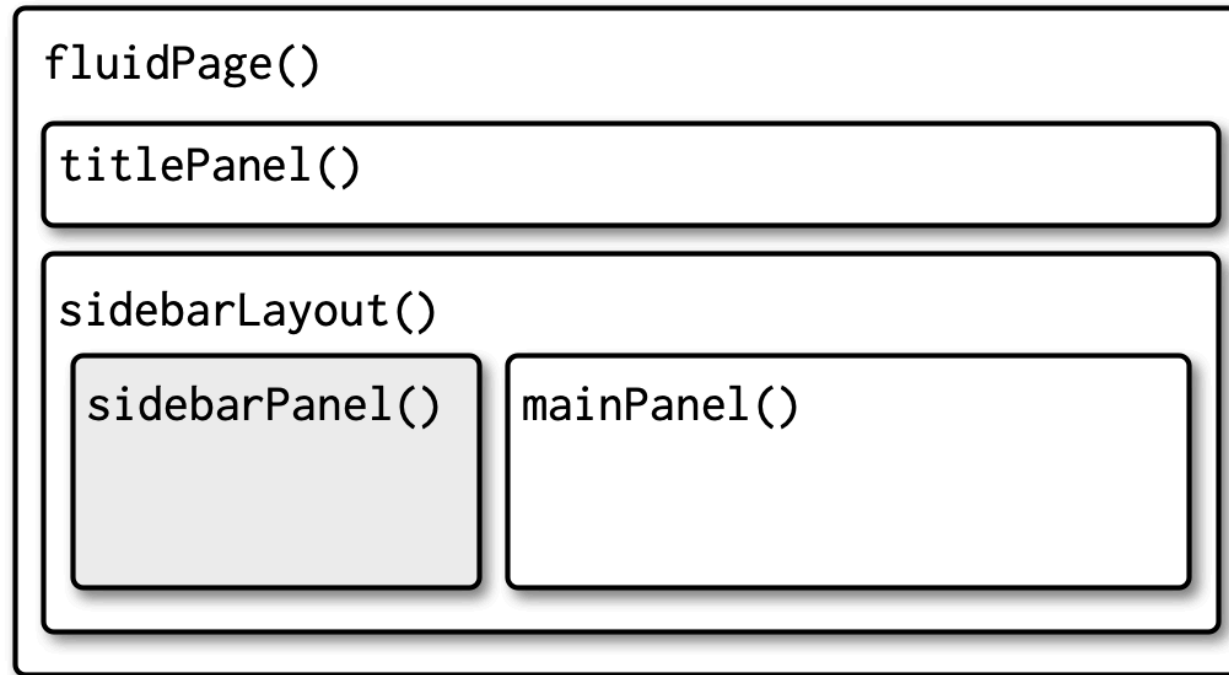 fluidPage()
titlePanel()
sidebarLayout()
sidebarPanel()
mainPanel()